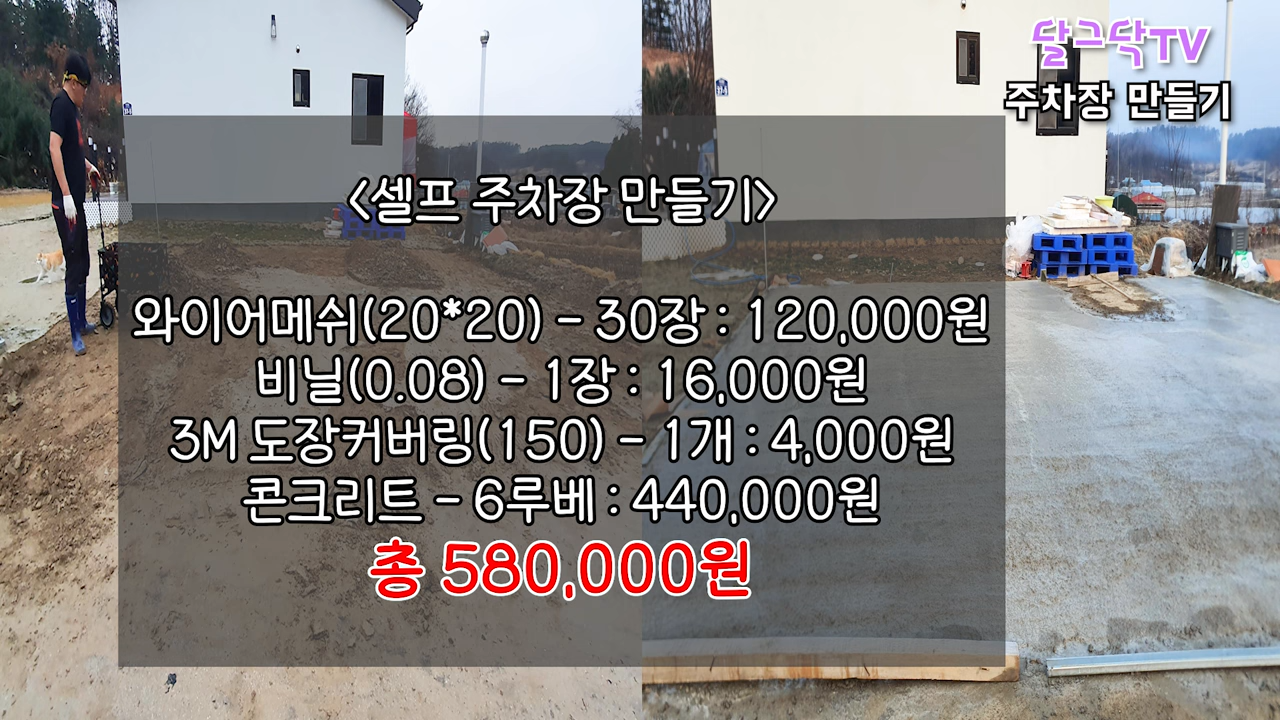 달그닥TV
주차장 만들기
<셀프 주차장 만들기>
와이어메쉬(20*20) - 30장 : 120,000원
비닐(0.08) - 1장 : 16,000원
3M 도장커버링(150) - 1개 : 4,000원
콘크리트 - 6루베 : 440,000원
총 580,000원